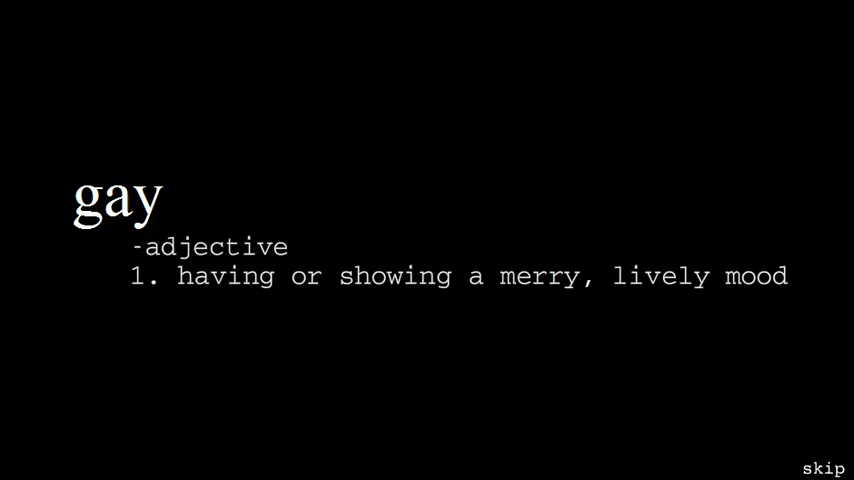 gay
-adjective
1. having or showing a merry, lively mood
skip